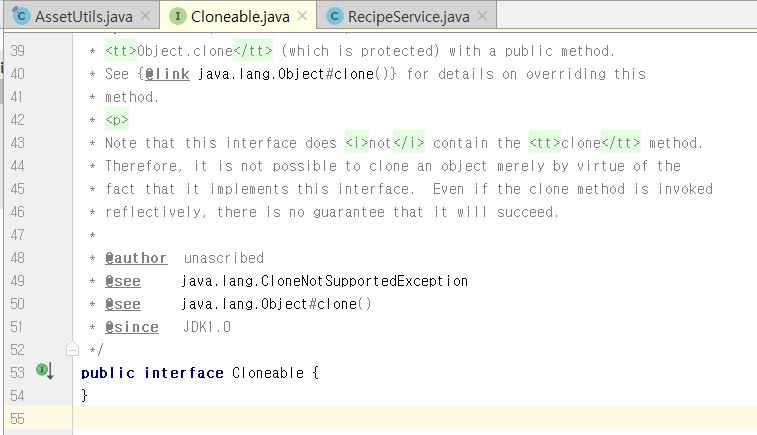 AssetUtils.java × Cloneable.java × RecipeService.java ×
39 * <tt>Object.clone</tt> (which is protected) with a public method.
40 * See {@link java.lang.Object#clone()} for details on overriding this
41 * method.
42 * <p>
43 * Note that this interface does <i>not</i> contain the <tt>clone</tt> method.
44 * Therefore, it is not possible to clone an object merely by virtue of the
45 * fact that it implements this interface.  Even if the clone method is invoked
46 * reflectively, there is no guarantee that it will succeed.
47 *
48 * @author  unascribed
49 * @see     java.lang.CloneNotSupportedException
50 * @see     java.lang.Object#clone()
51 * @since   JDK1.0
52 */
53 public interface Cloneable {
54 }
55